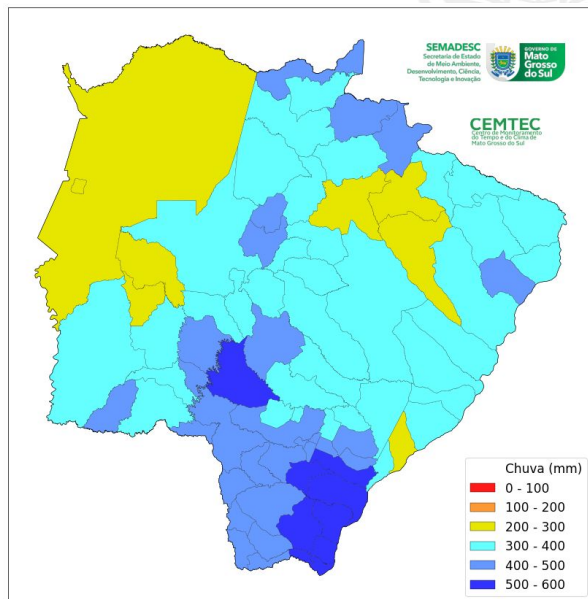 SEMADESC
Secretaria de Estado
de Meio Ambiente,
Desenvolvimento, Ciência,
Tecnologia e Inovação
GOVERNO DE
Mato
Grosso
do Sul
CEMTEC
Centro de Monitoramento
do Tempo e do Clima de
Mato Grosso do Sul
Chuva (mm)
0 - 100
100 - 200
200 - 300
300 - 400
400 - 500
500 - 600